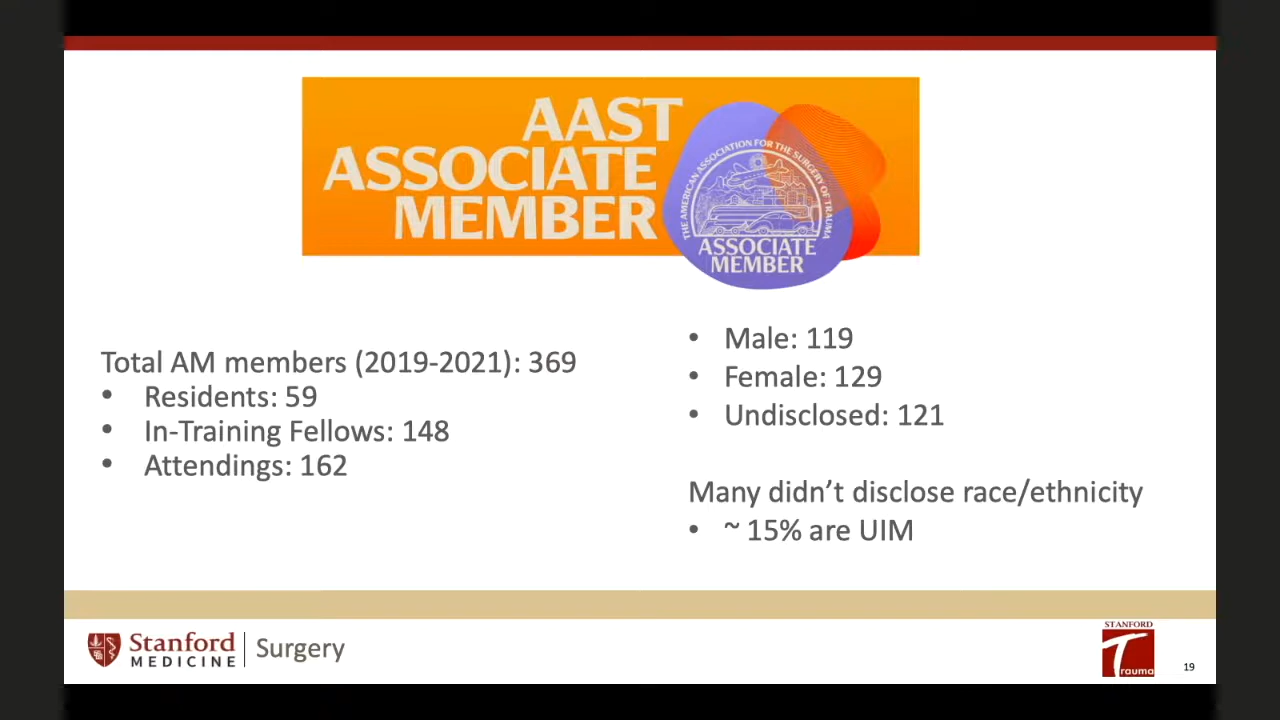 AAST
ASSOCIATE
MEMBER
THE AMERICAN ASSOCIATION FOR THE SURGERY OF TRAUMA
ASSOCIATE
MEMBER
Total AM members (2019-2021): 369
• Residents: 59
• In-Training Fellows: 148
• Attendings: 162
• Male: 119
• Female: 129
• Undisclosed: 121
Many didn’t disclose race/ethnicity
• ~ 15% are UIM
Stanford
MEDICINE
Surgery
STANFORD
Trauma
19